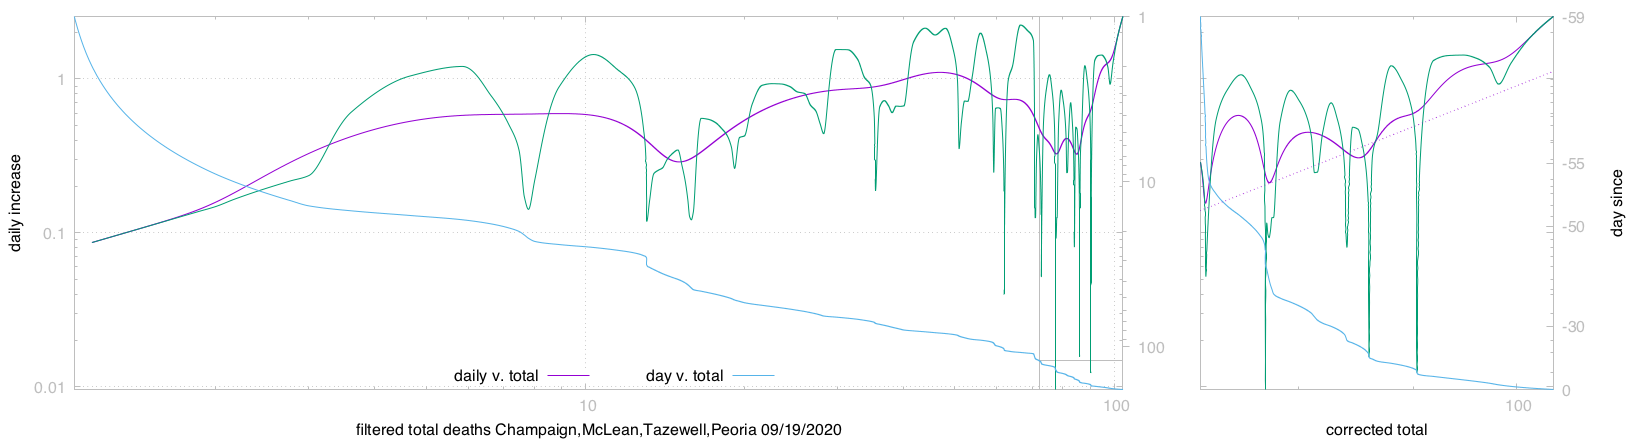 1
-59
1
daily increase
-55
day since
10
0.1
-50
-30
100
daily v. total
day v. total
0.01
0
10
100
100
filtered total deaths Champaign,McLean,Tazewell,Peoria 09/19/2020
corrected total